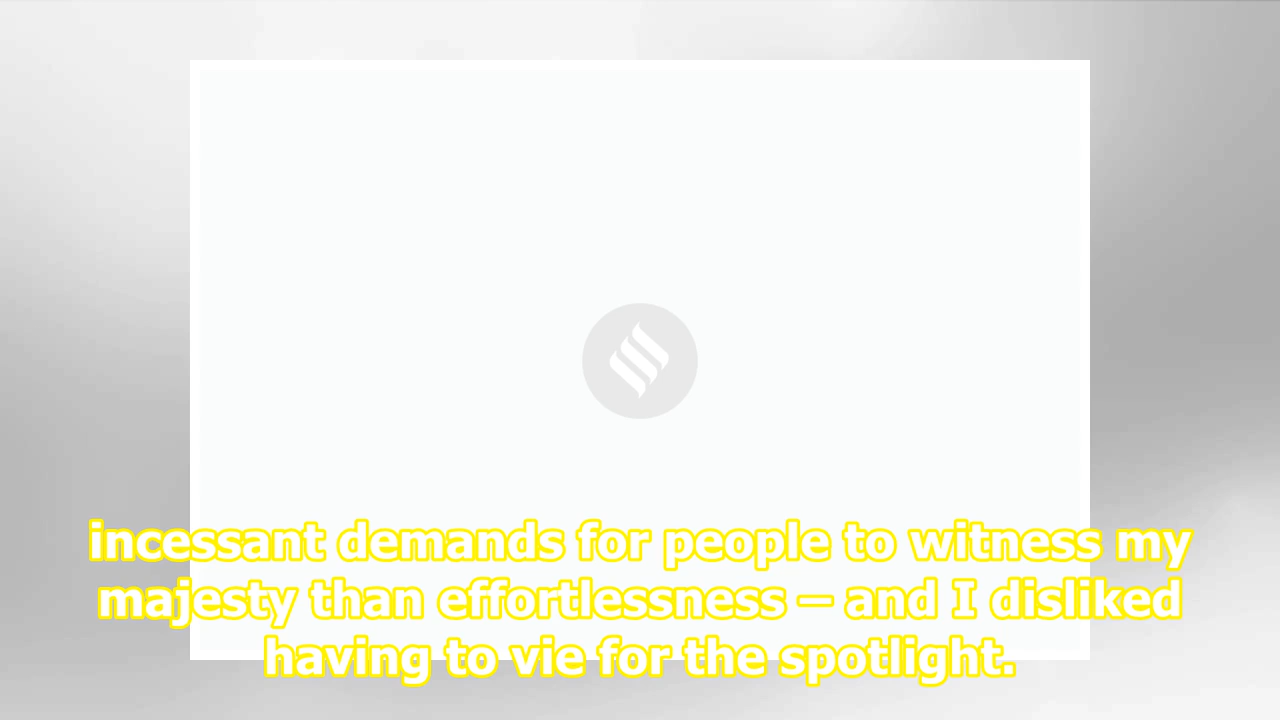 incessant demands for people to witness my
majesty than effortlessness – and I disliked
having to vie for the spotlight.